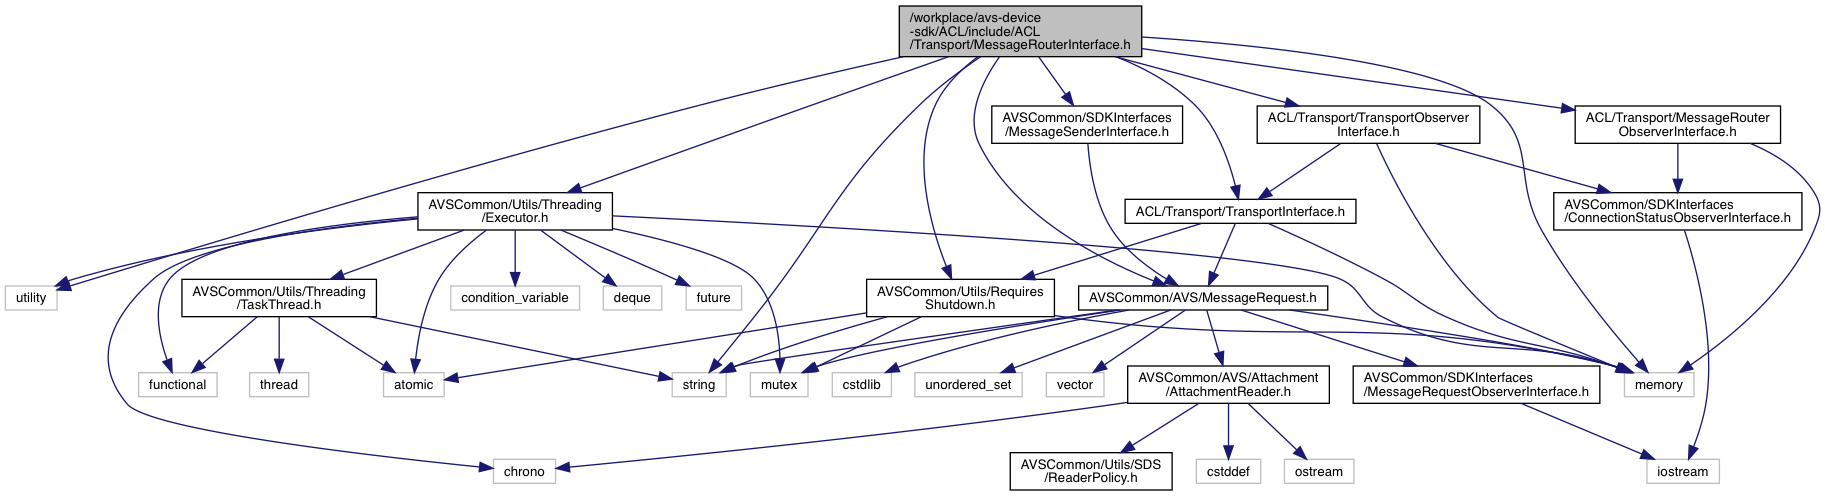 /workplace/avs-device
-sdk/ACL/include/ACL
/Transport/MessageRouterInterface.h
AVSCommon/SDKInterfaces
/MessageSenderInterface.h
ACL/Transport/TransportObserver
Interface.h
ACL/Transport/MessageRouter
ObserverInterface.h
AVSCommon/Utils/Threading
/Executor.h
ACL/Transport/TransportInterface.h
AVSCommon/SDKInterfaces
/ConnectionStatusObserverInterface.h
utility
AVSCommon/Utils/Threading
/TaskThread.h
condition_variable
deque
future
AVSCommon/Utils/Requires
Shutdown.h
AVSCommon/AVS/MessageRequest.h
functional
thread
atomic
string
mutex
cstdlib
unordered_set
vector
AVSCommon/AVS/Attachment
/AttachmentReader.h
AVSCommon/SDKInterfaces
/MessageRequestObserverInterface.h
memory
chrono
AVSCommon/Utils/SDS
/ReaderPolicy.h
cstddef
ostream
iostream